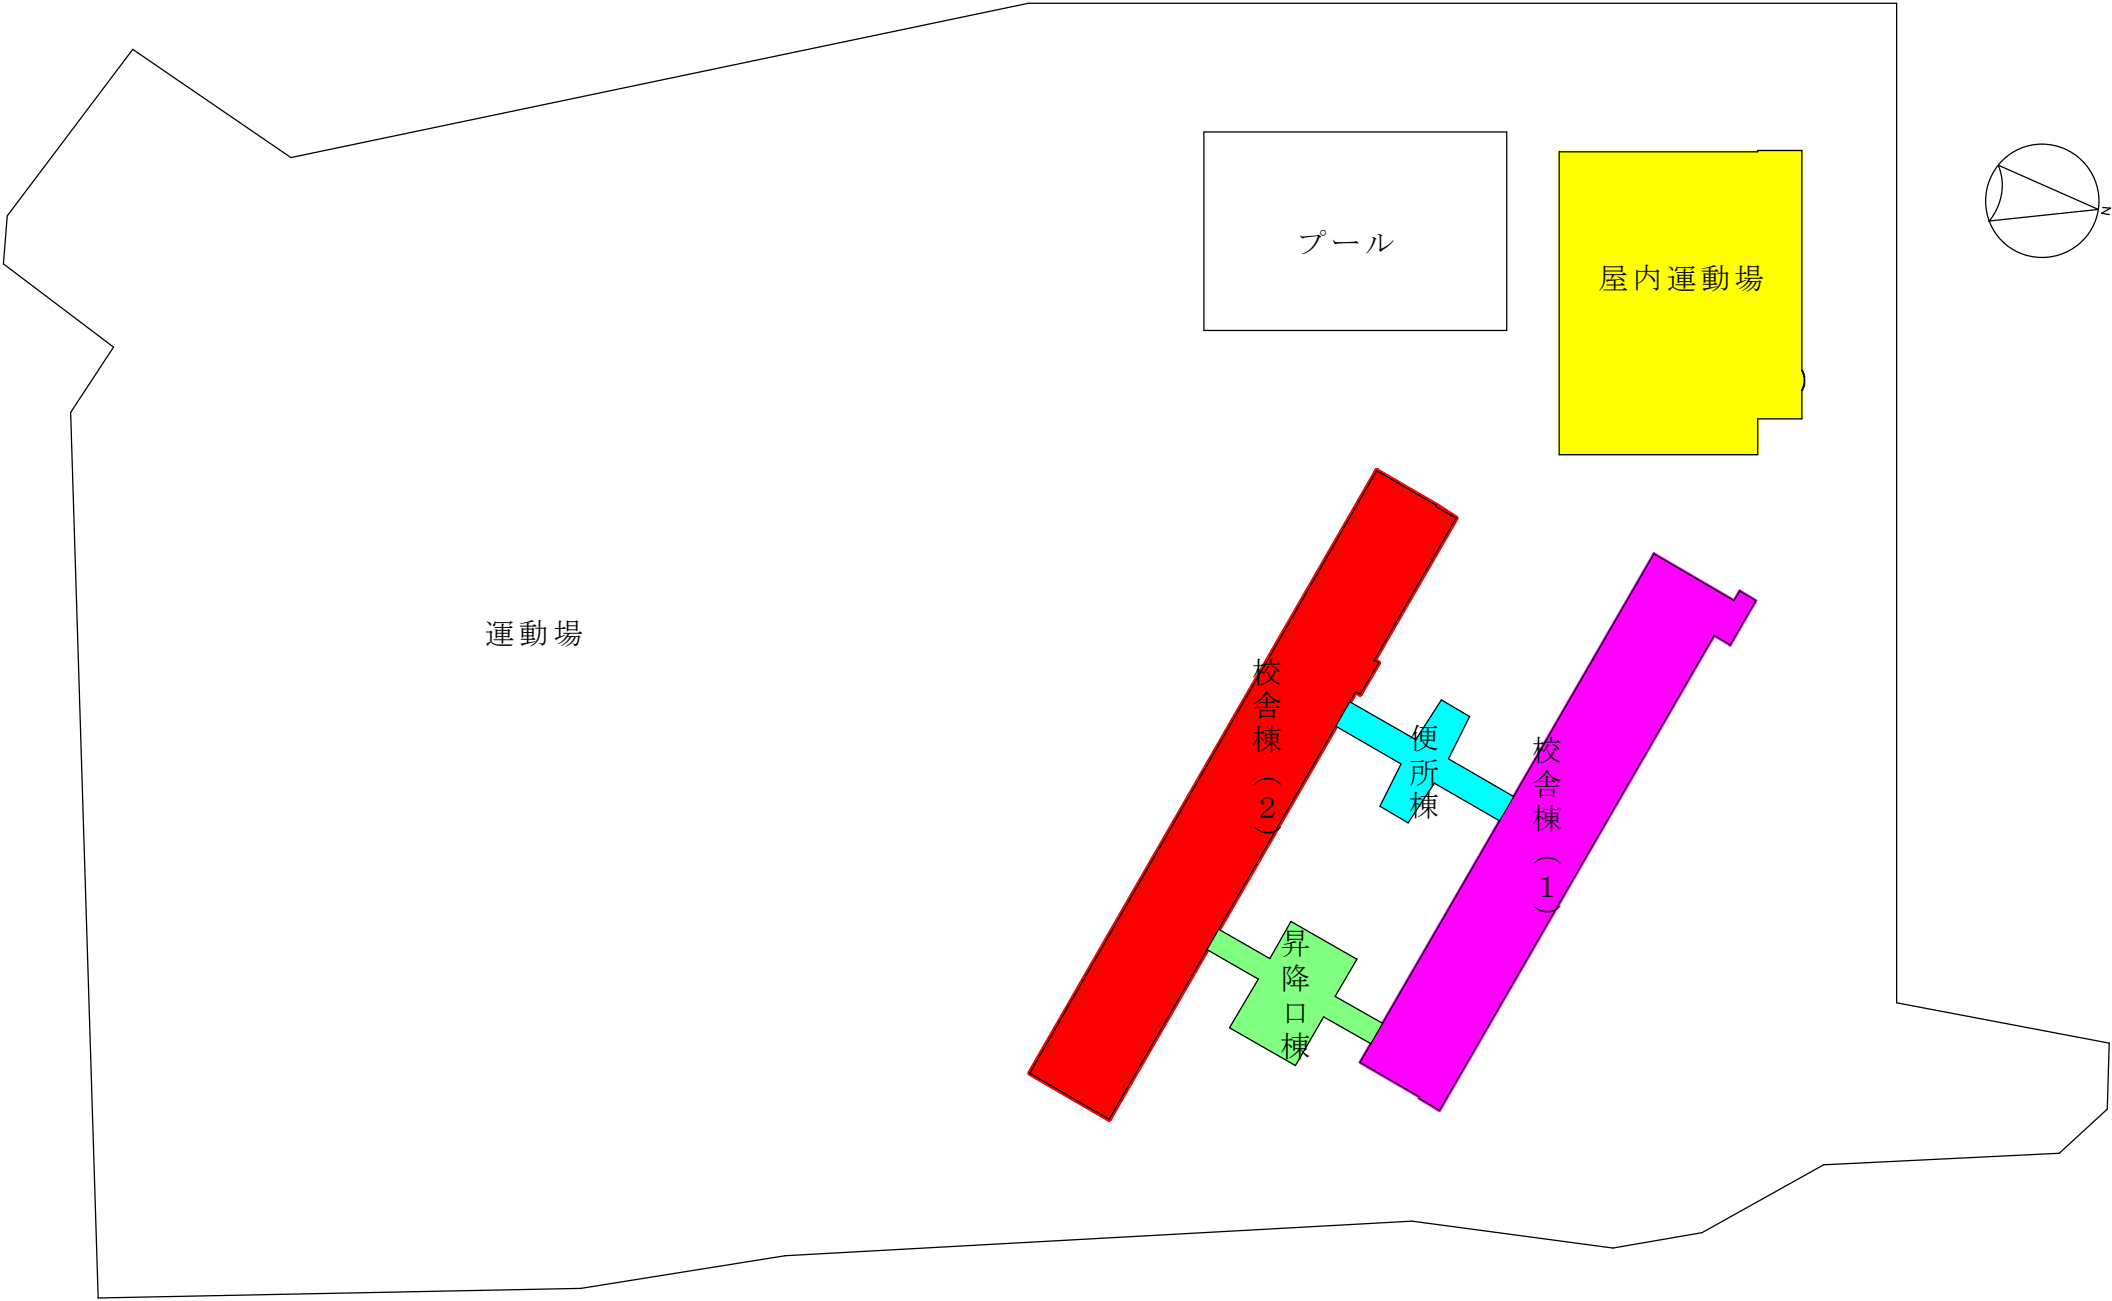 プール
屋内運動場
N
運動場
校舎棟（２）
便所棟
校舎棟（１）
昇降口棟